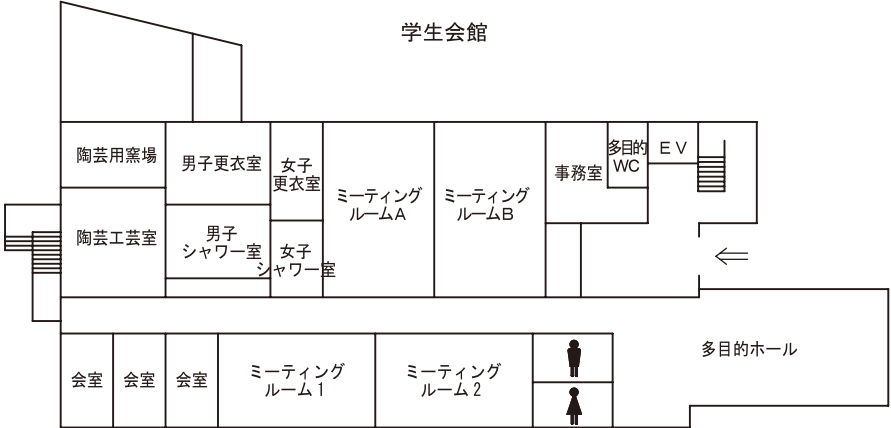 学生会館
陶芸用窯場
男子更衣室
女子
更衣室
ミーティング
ルームA
ミーティング
ルームB
事務室
多目的
WC
EV
陶芸工芸室
男子
シャワー室
女子
シャワー室
会室
会室
会室
ミーティング
ルーム1
ミーティング
ルーム2
多目的ホール